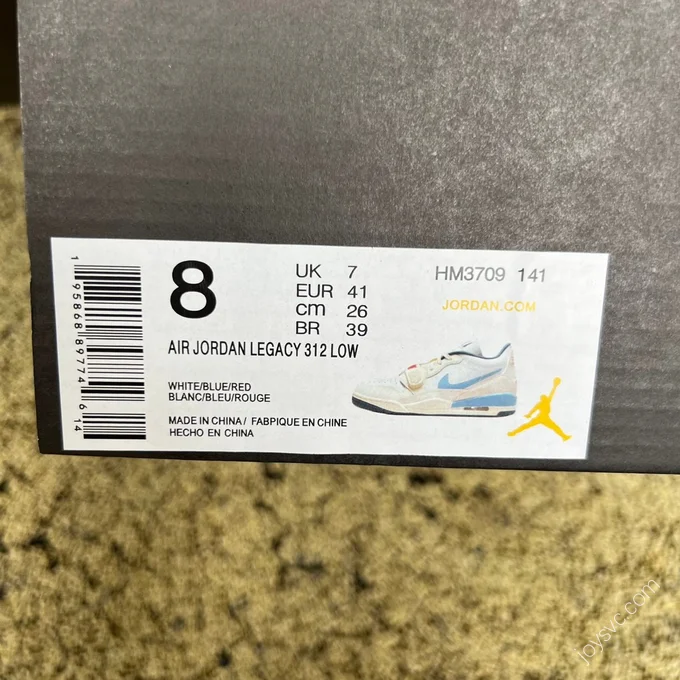 8
UK 7
EUR 41
cm 26
BR 39
HM3709 141
JORDAN.COM
AIR JORDAN LEGACY 312 LOW
WHITE/BLUE/RED
BLANC/BLEU/ROUGE
MADE IN CHINA/ FABPIQUE EN CHINE
HECHO EN CHINA
1 95868 89774 6 14
joysvc.com